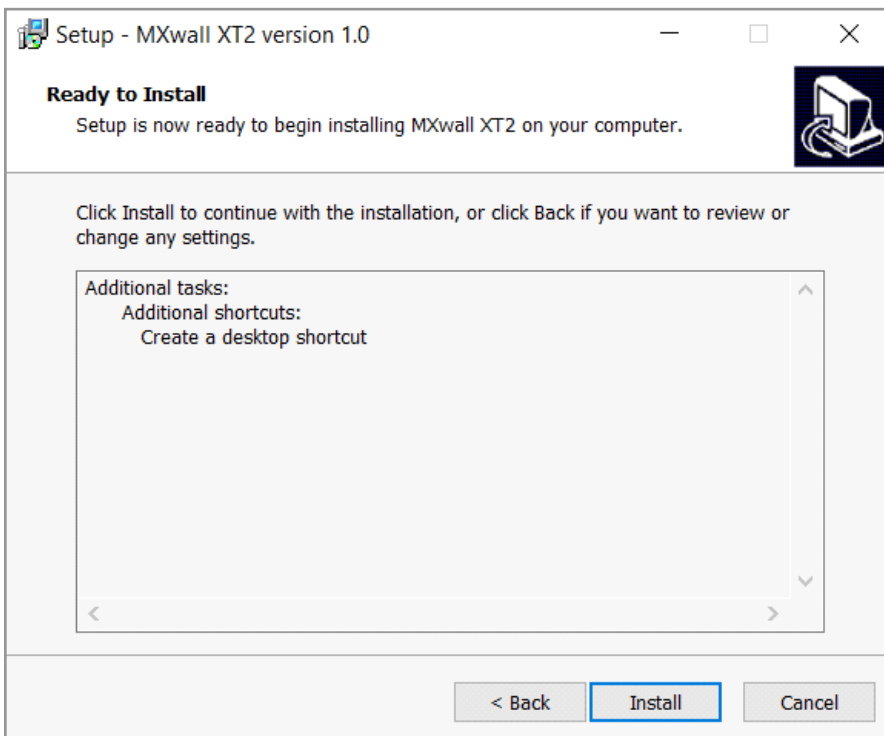 Setup - MXwall XT2 version 1.0
Ready to Install
Setup is now ready to begin installing MXwall XT2 on your computer.
Click Install to continue with the installation, or click Back if you want to review or
change any settings.
Additional tasks:
Additional shortcuts:
Create a desktop shortcut
< Back
Install
Cancel